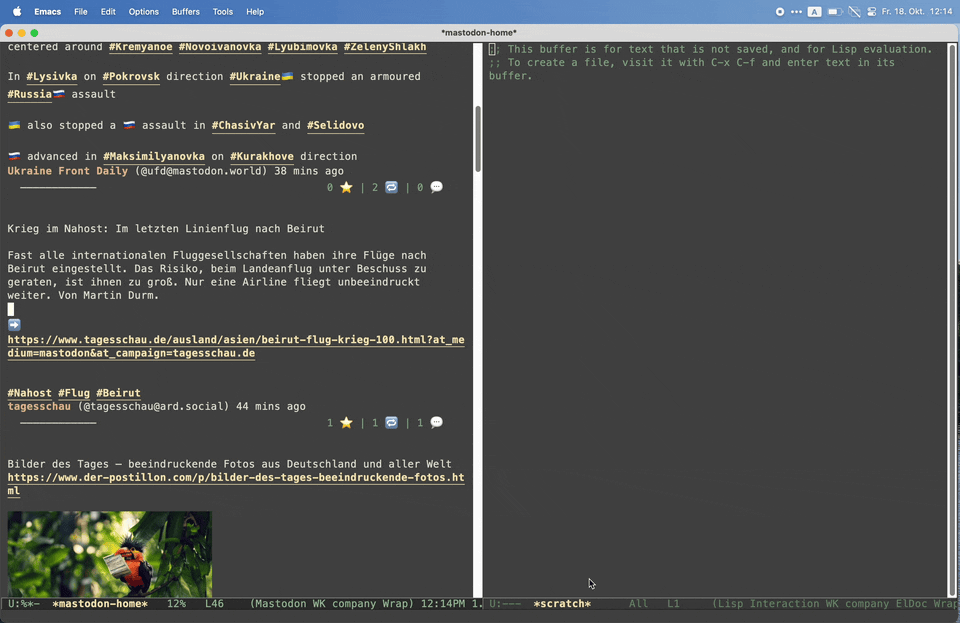 Emacs File Edit Options Buffers Tools Help
A Fr. 18. Okt. 12:14
*mastodon-home*
centered around #Kremyanoe #Novoivanovka #Lyubimovka #ZelenyShlakh
In #Lysivka on #Pokrovsk direction #Ukraine🇺🇦 stopped an armoured
#Russia🇷🇺 assault
🇺🇦 also stopped a 🇷🇺 assault in #ChasivYar and #Selidovo
🇷🇺 advanced in #Maksimilyanovka on #Kurakhove direction
Ukraine Front Daily (@ufd@mastodon.world) 38 mins ago
0 ⭐ | 2 🔁 | 0 💬
Krieg im Nahost: Im letzten Linienflug nach Beirut
Fast alle internationalen Fluggesellschaften haben ihre Flüge nach
Beirut eingestellt. Das Risiko, beim Landeanflug unter Beschuss zu
geraten, ist ihnen zu groß. Nur eine Airline fliegt unbeeindruckt
weiter. Von Martin Durm.
➡️
https://www.tagesschau.de/ausland/asien/beirut-flug-krieg-100.html?at_me
dium=mastodon&at_campaign=tagesschau.de
#Nahost #Flug #Beirut
tagesschau (@tagesschau@ard.social) 44 mins ago
1 ⭐ | 1 🔁 | 1 💬
Bilder des Tages – beeindruckende Fotos aus Deutschland und aller Welt
https://www.der-postillon.com/p/bilder-des-tages-beeindruckende-fotos.ht
ml
U:%*- *mastodon-home* 12% L46 (Mastodon WK company Wrap) 12:14PM 1.
;; This buffer is for text that is not saved, and for Lisp evaluation.
;; To create a file, visit it with C-x C-f and enter text in its
buffer.
U:--- *scratch* All L1 (Lisp Interaction WK company ElDoc Wrap